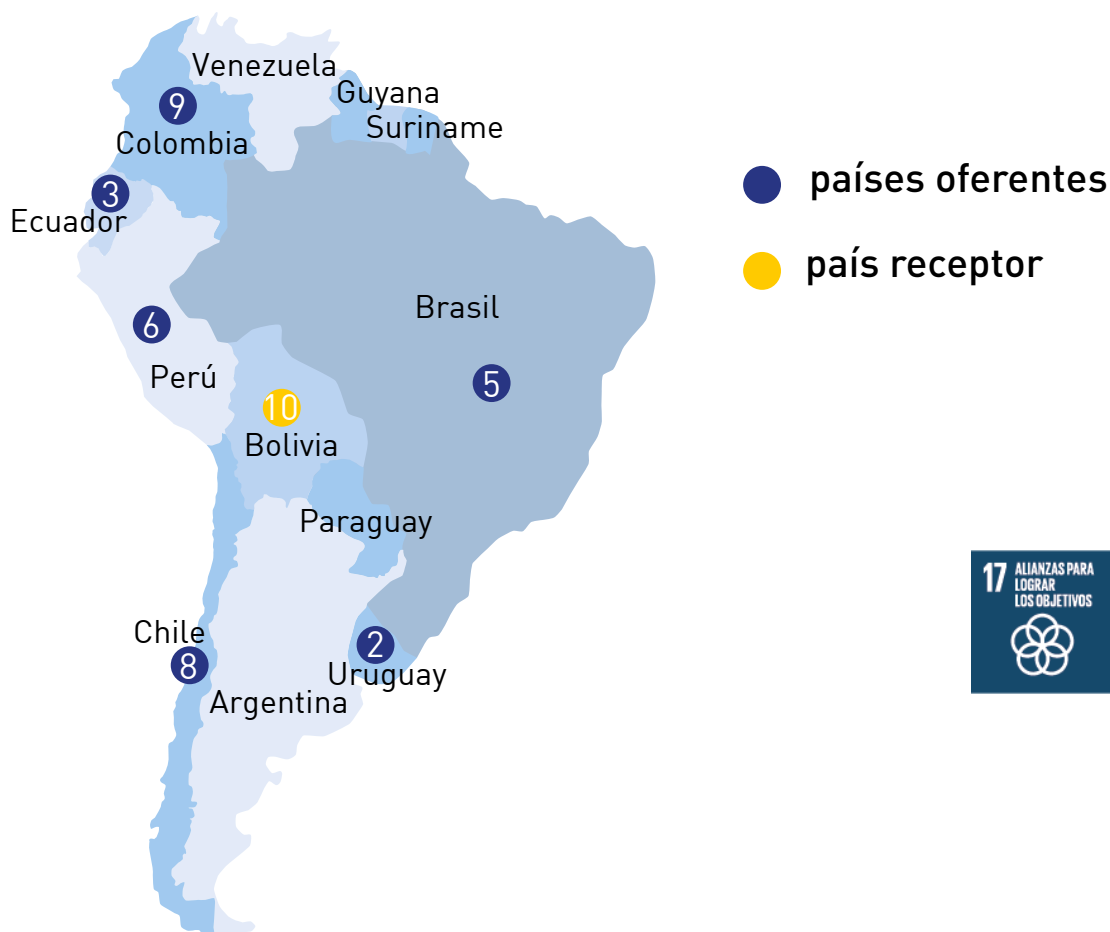 Venezuela
Guyana
Suriname
9
Colombia
3
Ecuador
países oferentes
país receptor
Brasil
6
5
Perú
10
Bolivia
Paraguay
17 ALIANZAS PARA
LOGRAR
LOS OBJETIVOS
Chile
8
2
Uruguay
Argentina